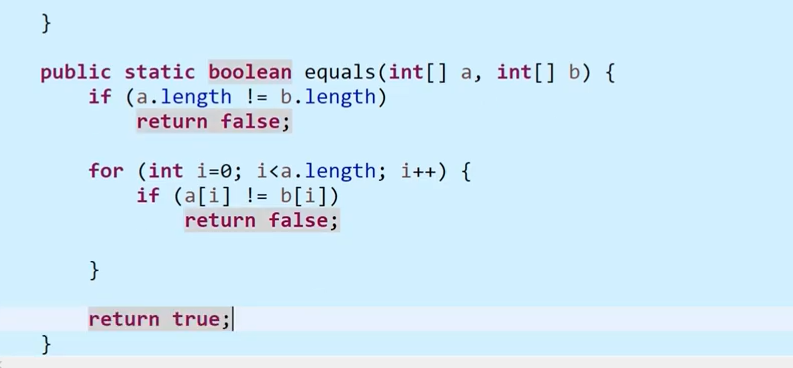 }
public static boolean equals(int[] a, int[] b) {
if (a.length != b.length)
return false;
for (int i=0; i<a.length; i++) {
if (a[i] != b[i])
return false;
}
return true;
}